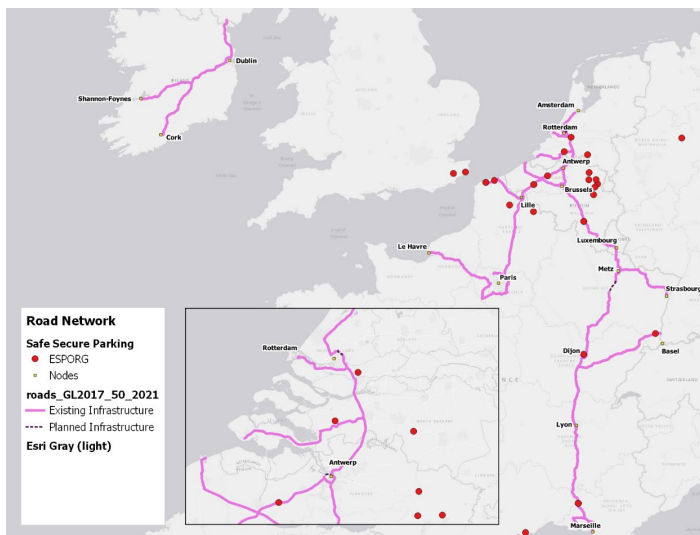 Dublin
Shannon-Foynes
Cork
Amsterdam
Rotterdam
Antwerp
Brussels
Lille
Luxembourg
Le Havre
Metz
Paris
Strasbourg
Dijon
Basel
Lyon
Marseille
Road Network
Safe Secure Parking
ESPORG
Nodes
roads_GL2017_50_2021
Existing Infrastructure
Planned Infrastructure
Esri Gray (light)
Rotterdam
Antwerp